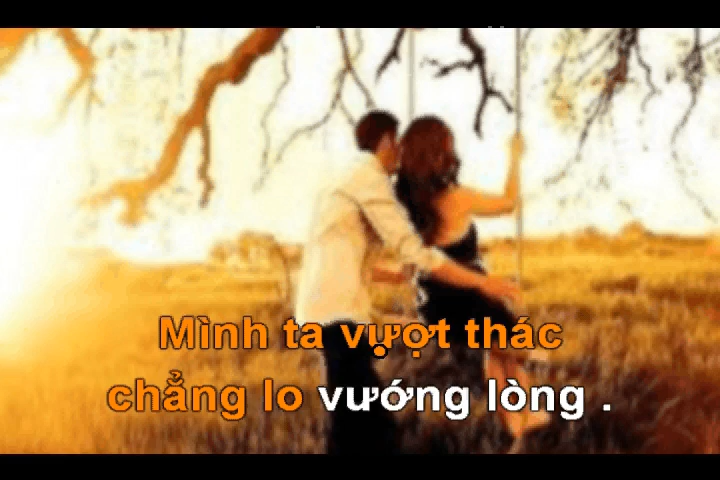 Mình ta vượt thác
chẳng lo vướng lòng .